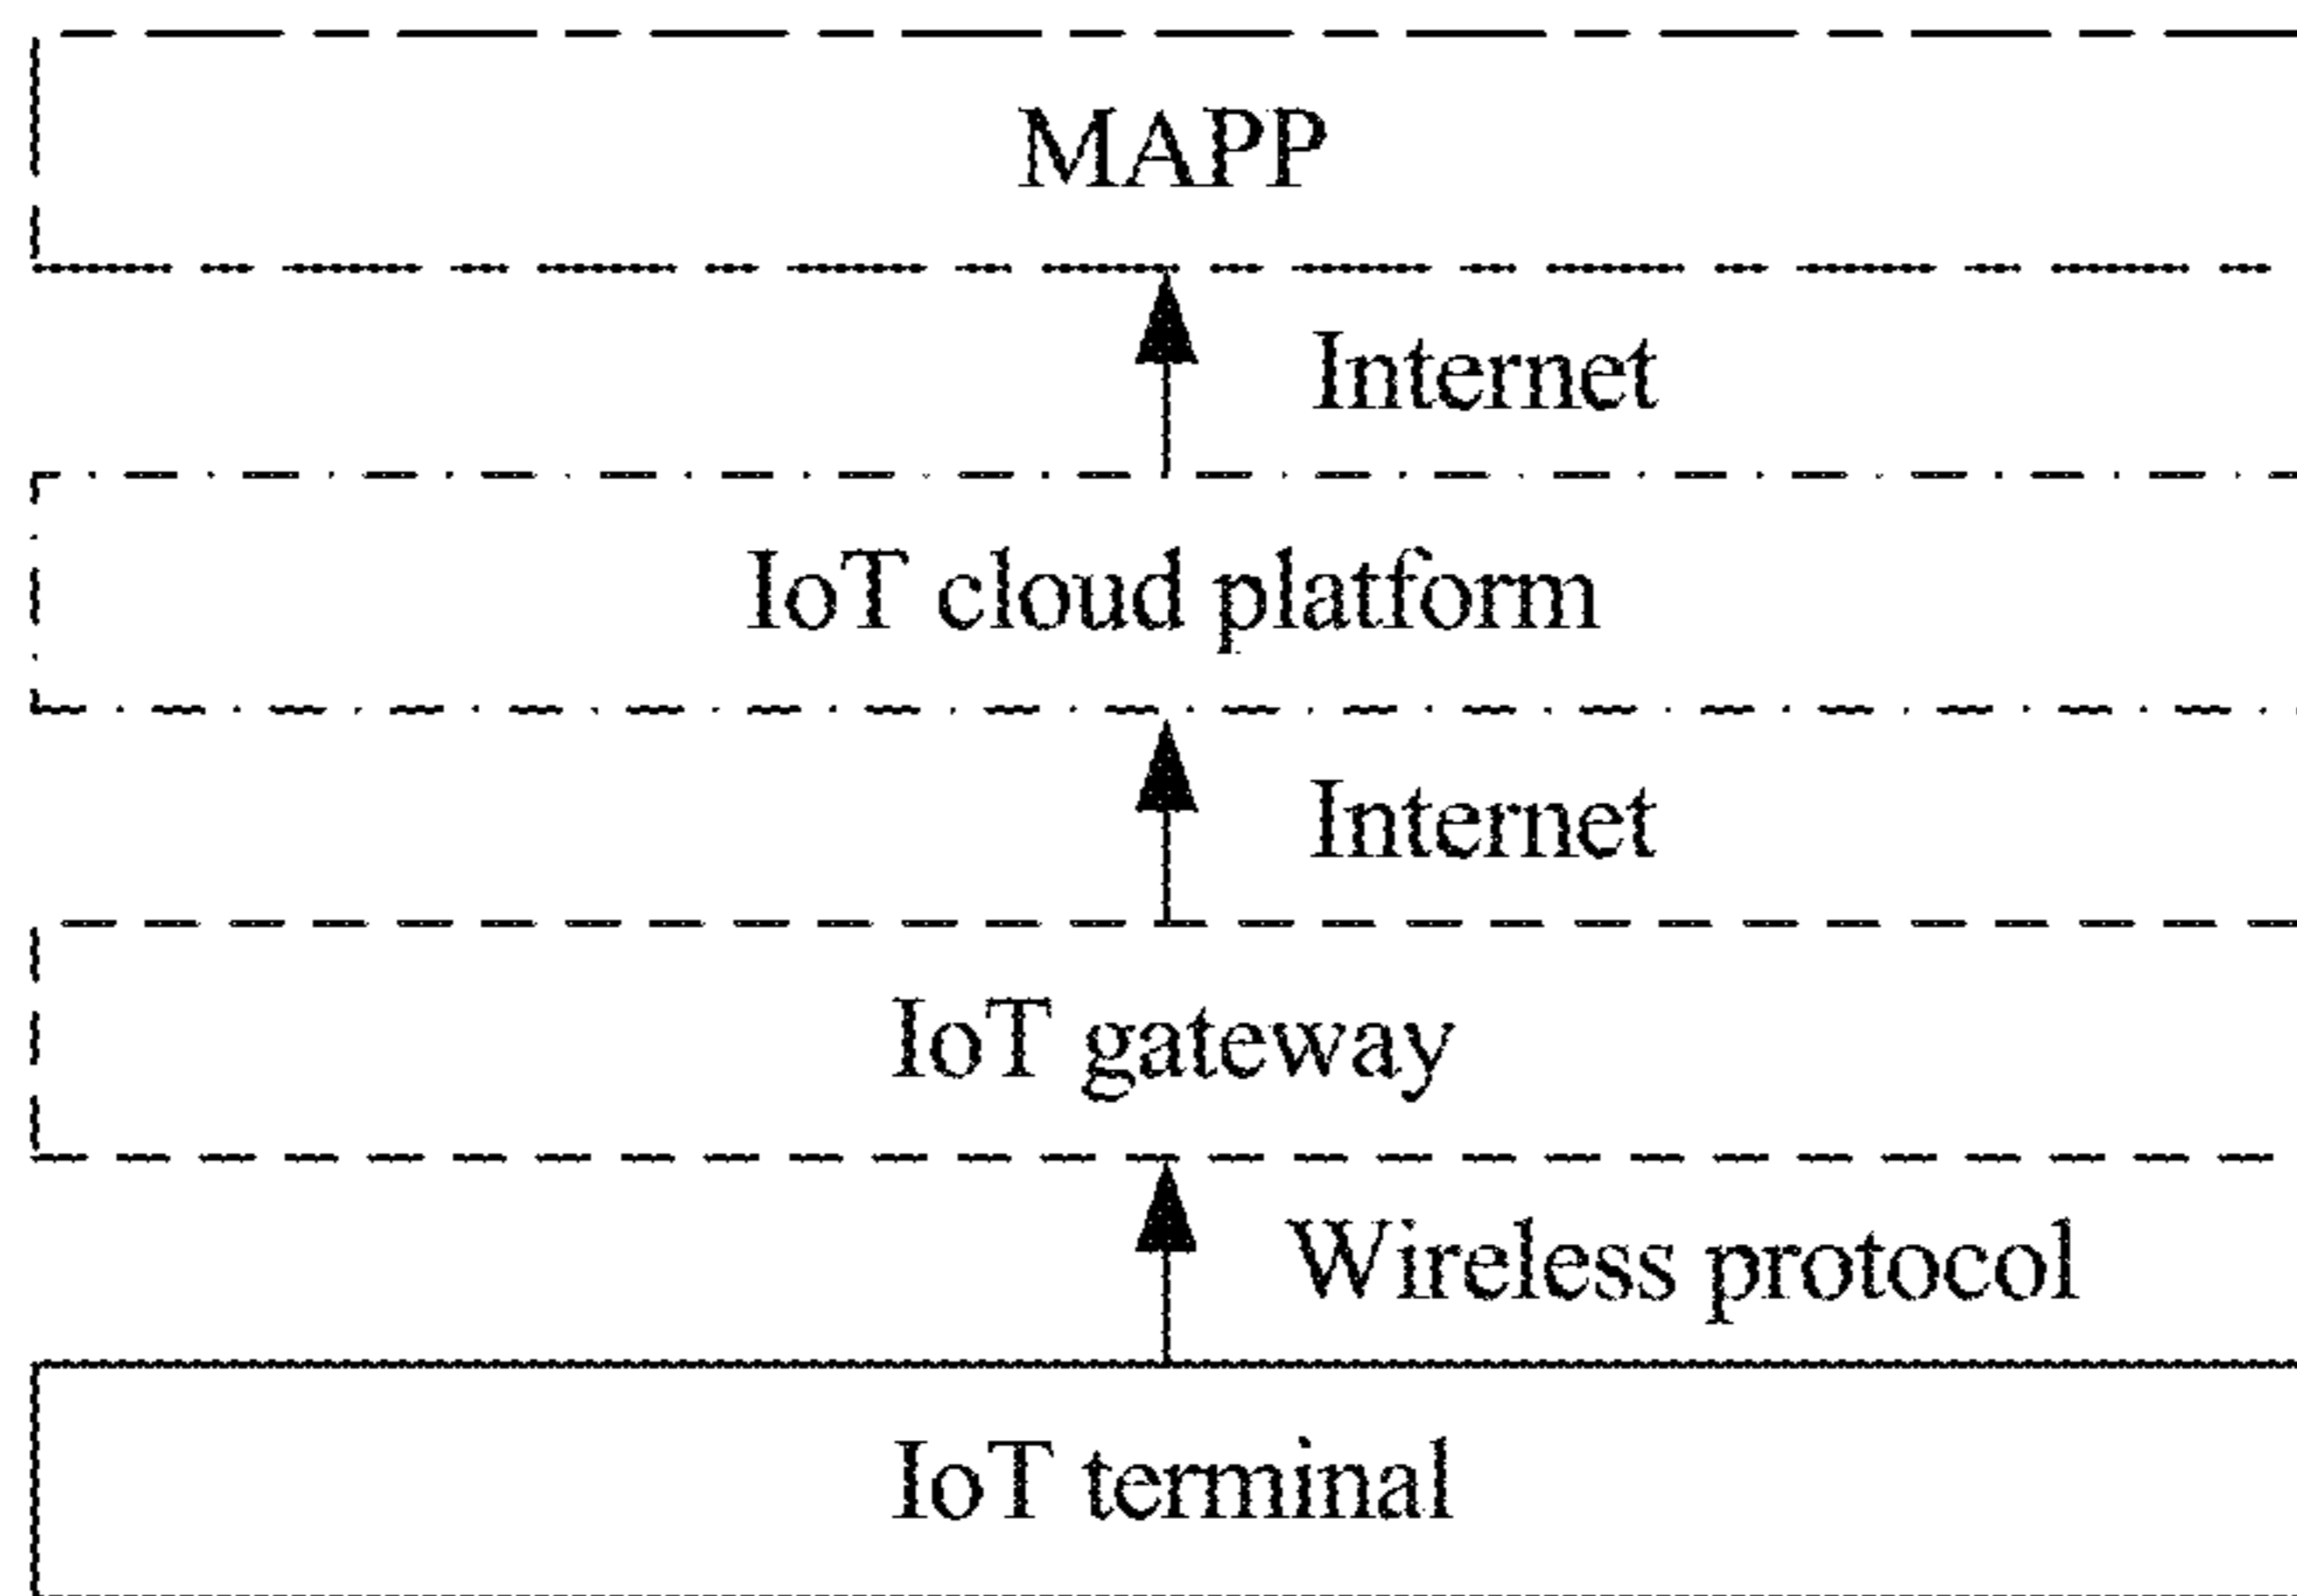 MAPP
Internet
IoT cloud platform
Internet
IoT gateway
Wireless protocol
IoT terminal